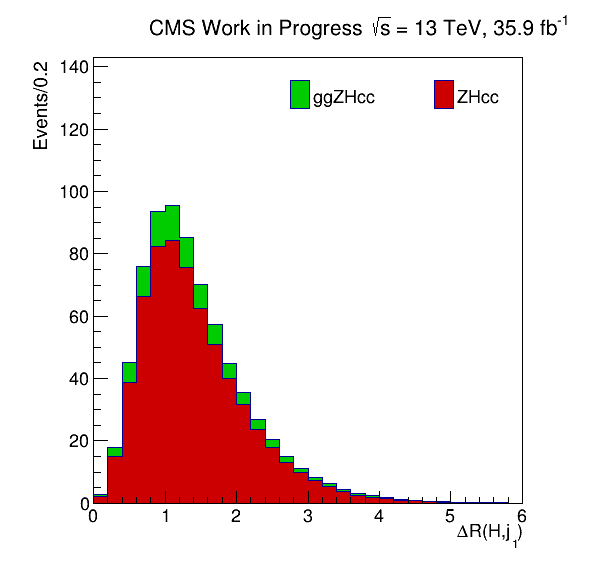 CMS Work in Progress √s = 13 TeV, 35.9 fb⁻¹
Events/0.2
140
120
100
80
60
40
20
0
ggZHcc ZHcc
0 1 2 3 4 5 6
ΔR(H,j₁)